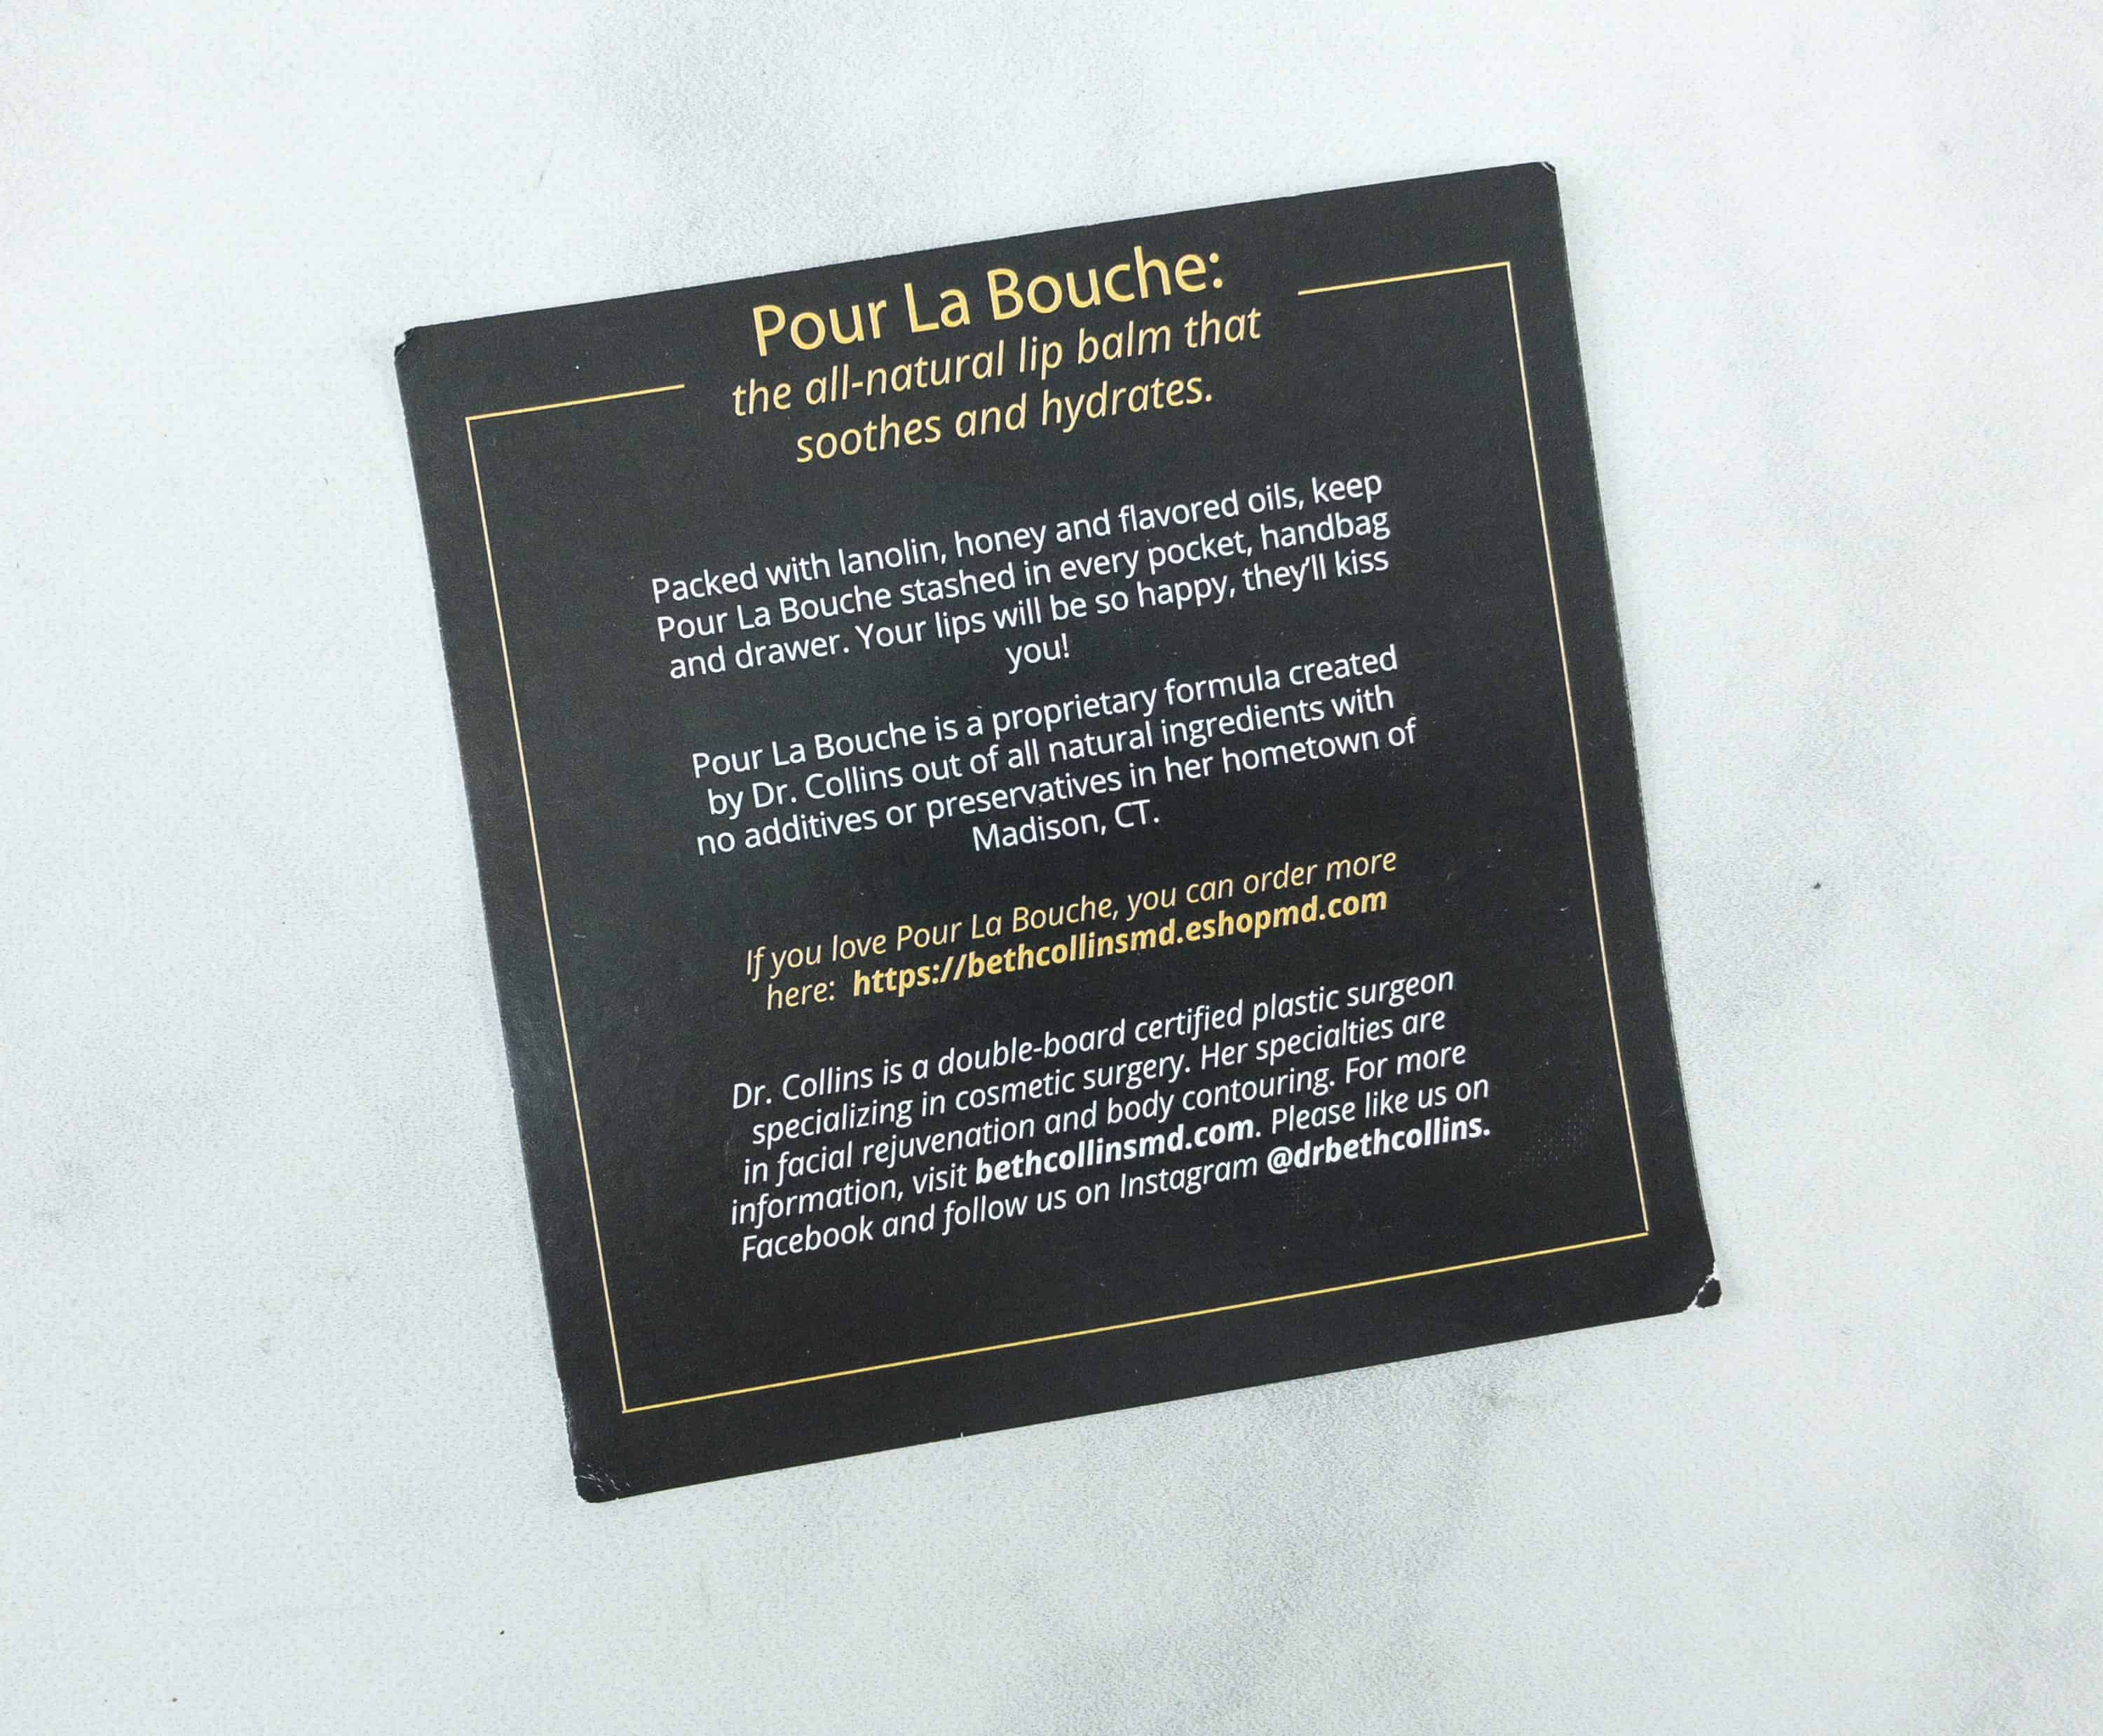 Pour La Bouche:
the all-natural lip balm that
soothes and hydrates.
Packed with lanolin, honey and flavored oils, keep
Pour La Bouche stashed in every pocket, handbag
and drawer. Your lips will be so happy, they'll kiss
you!
Pour La Bouche is a proprietary formula created
by Dr. Collins out of all natural ingredients with
no additives or preservatives in her hometown of
Madison, CT.
If you love Pour La Bouche, you can order more
here: https://bethcollinsmd.eshopmd.com
Dr. Collins is a double-board certified plastic surgeon
specializing in cosmetic surgery. Her specialties are
in facial rejuvenation and body contouring. For more
information, visit bethcollinsmd.com. Please like us on
Facebook and follow us on Instagram @drbethcollins.